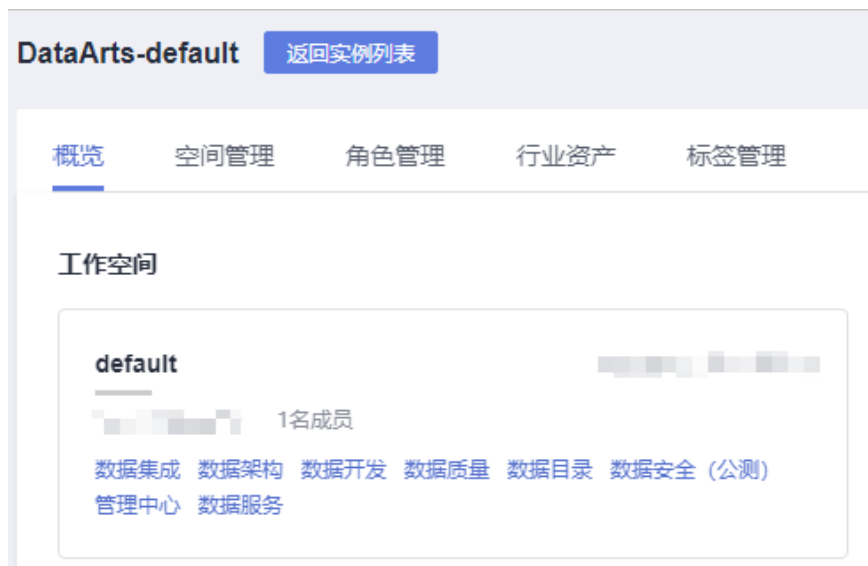 DataArts-default 返回实例列表
概览 空间管理 角色管理 行业资产 标签管理
工作空间
default
1名成员
数据集成 数据架构 数据开发 数据质量 数据目录 数据安全（公测）
管理中心 数据服务